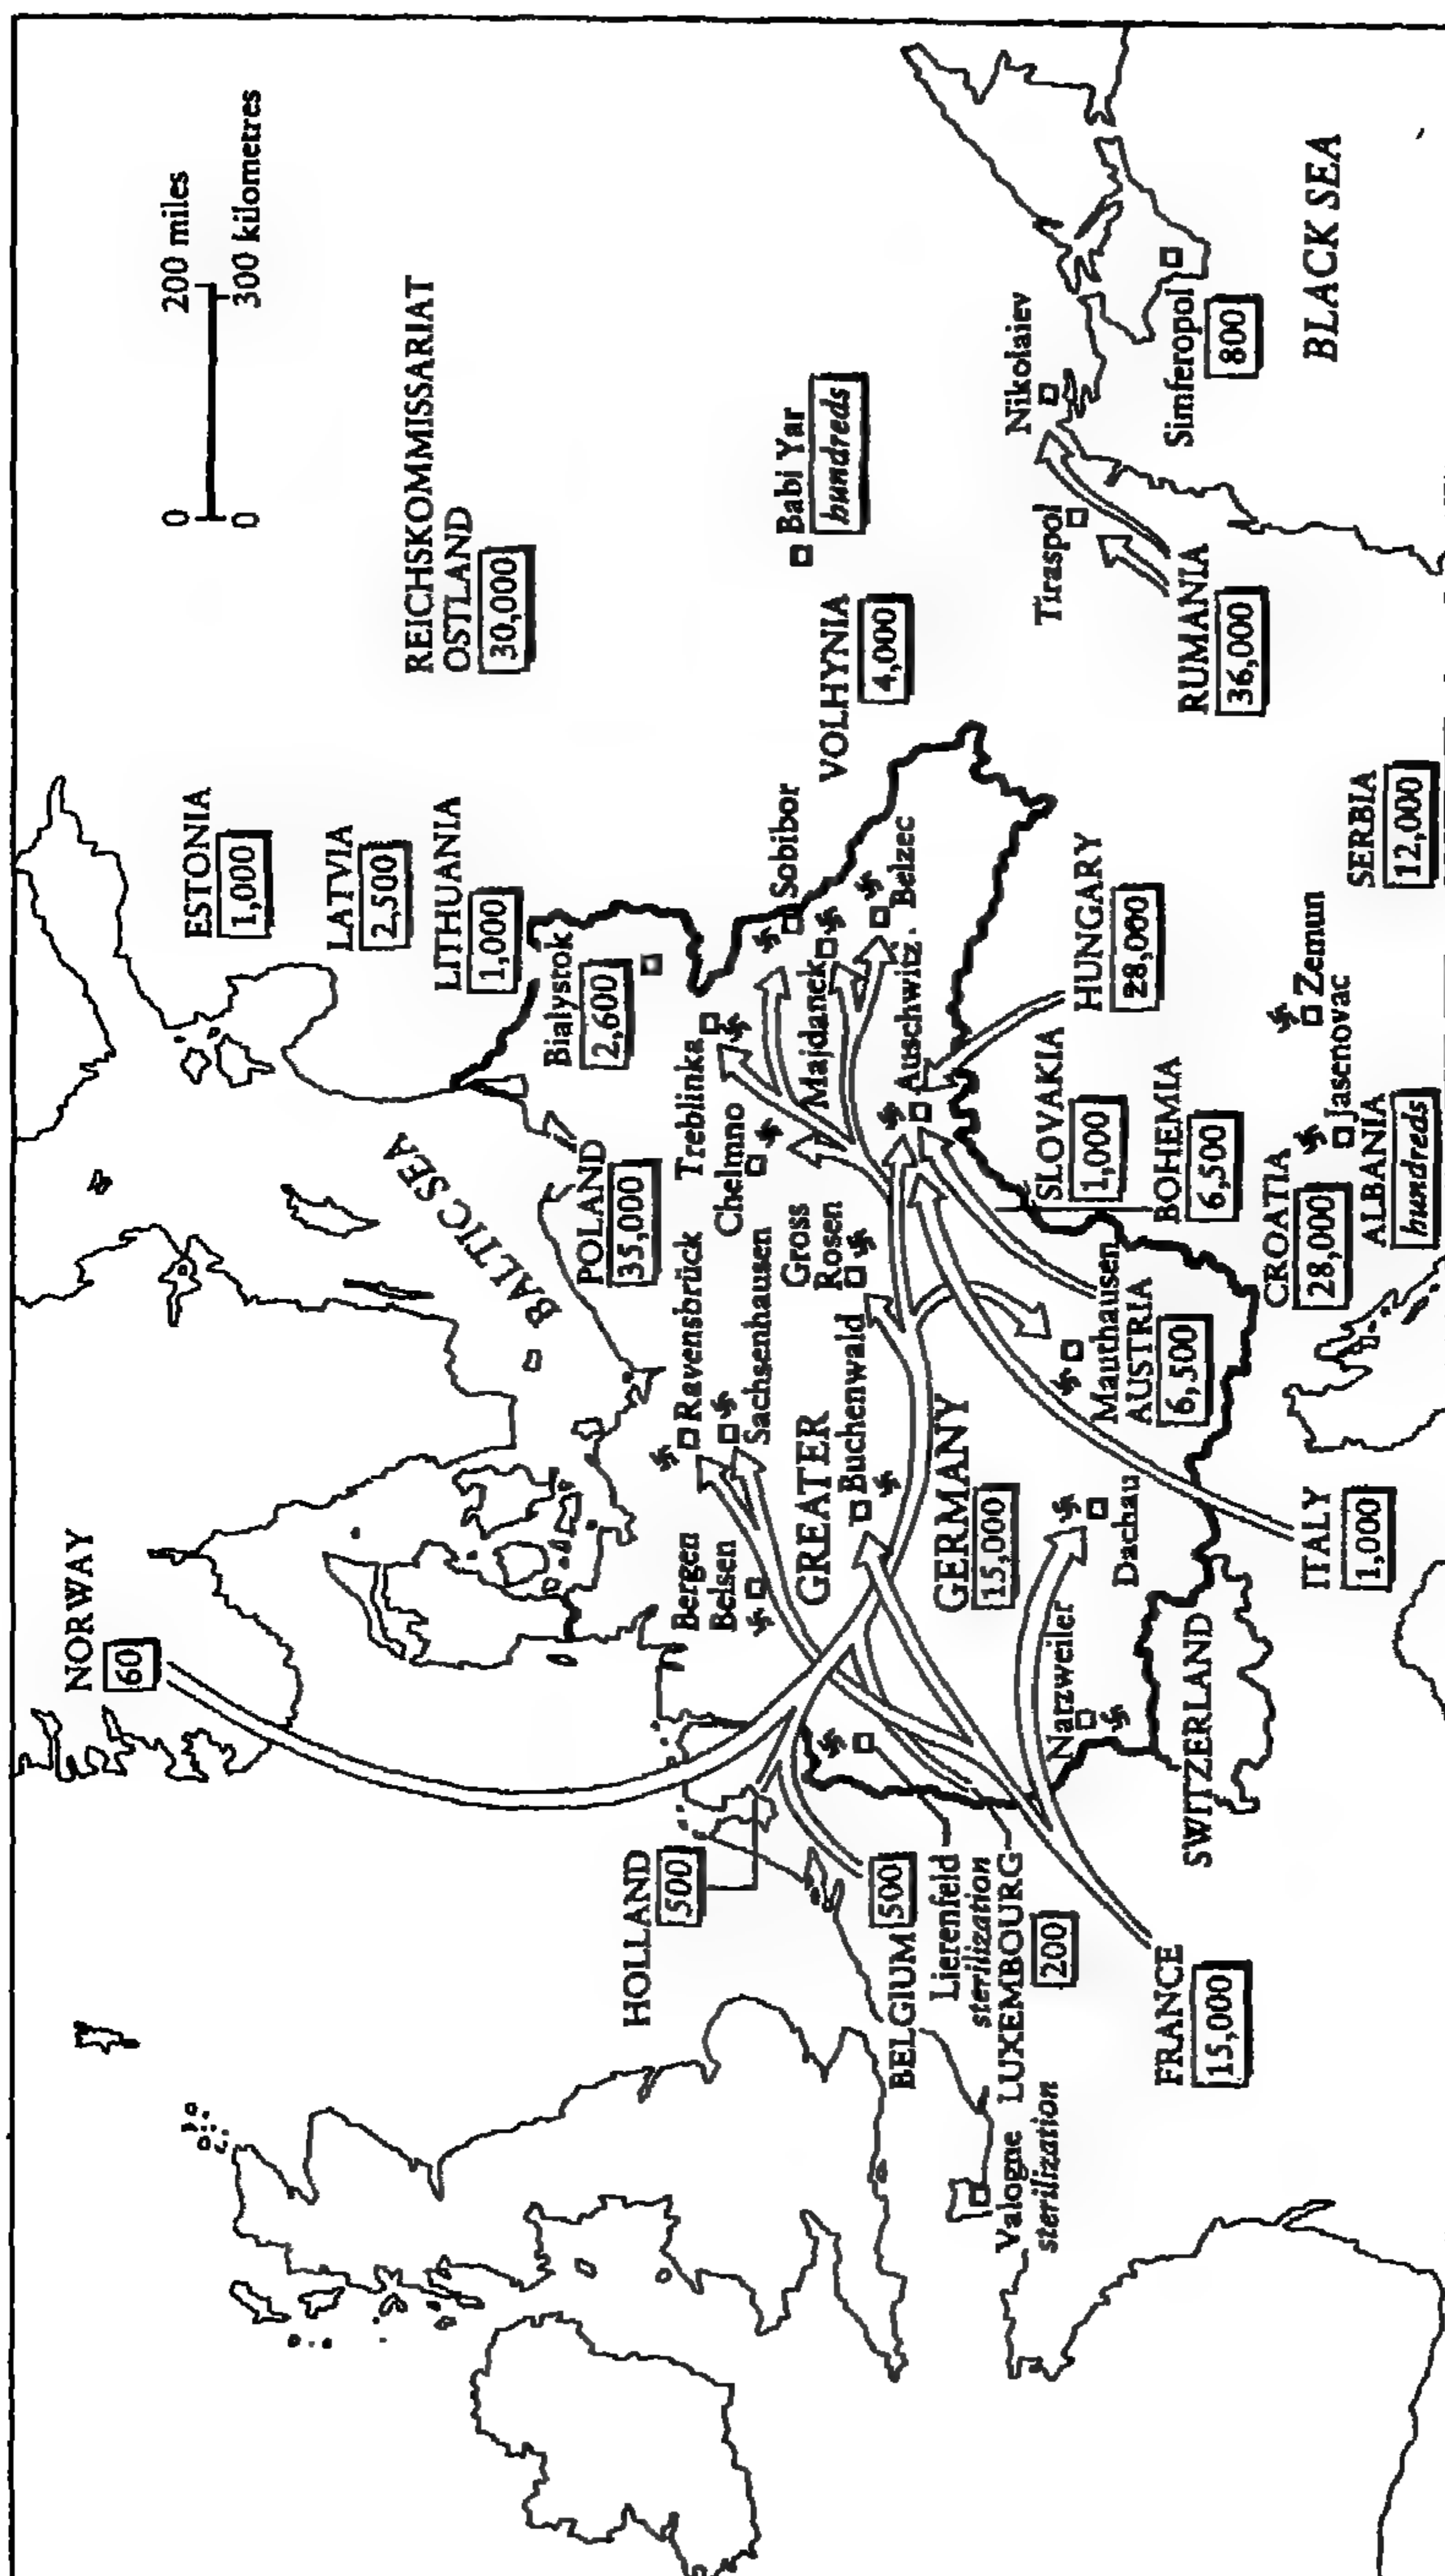 0 200 miles
0 300 kilometres
NORWAY
60
ESTONIA
1,000
LATVIA
2,500
LITHUANIA
1,000
REICHSKOMMISSARIAT
OSTLAND
30,000
BALTIC SEA
Bialystok
2,600
POLAND
35,000
HOLLAND
500
Bergen
Belsen
Ravensbrück
Sachsenhausen
Treblinka
Chelmno
Sobibor
Babi Yar
hundreds
VOLHYNIA
4,000
GREATER
GERMANY
15,000
Buchenwald
Gross
Rosen
Majdanek
Belzec
Auschwitz
BELGIUM
500
Lierenfeld
sterilization
LUXEMBOURG
200
Valogne
sterilization
Natzweiler
Dachau
Mauthausen
AUSTRIA
6,500
SLOVAKIA
1,000
BOHEMIA
6,500
HUNGARY
28,000
Tiraspol
Nikolaiev
Simferopol
800
RUMANIA
36,000
BLACK SEA
FRANCE
15,000
SWITZERLAND
ITALY
1,000
CROATIA
28,000
Jasenovac
Zemun
ALBANIA
hundreds
SERBIA
12,000